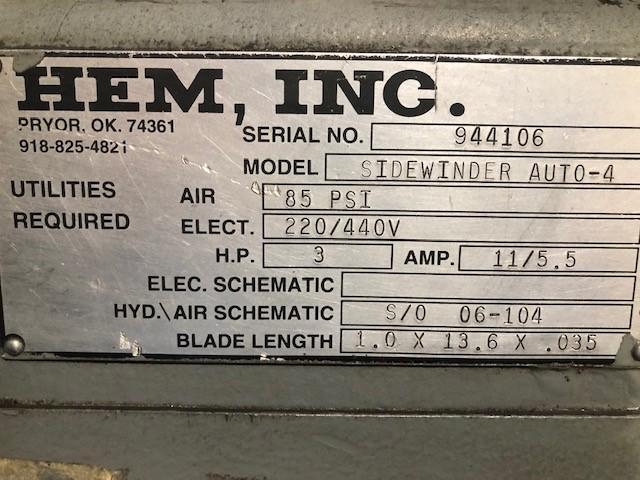 HEM, INC.
PRYOR, OK. 74361
918-825-4821
SERIAL NO. 944106
MODEL SIDEWINDER AUTO-4
UTILITIES REQUIRED
AIR 85 PSI
ELECT. 220/440V
H.P. 3 AMP. 11/5.5
ELEC. SCHEMATIC
HYD.\AIR SCHEMATIC S/O 06-104
BLADE LENGTH 1.0 X 13.6 X .035